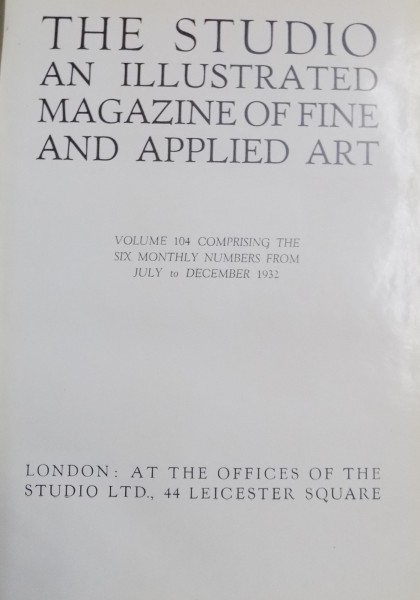 THE STUDIO
AN ILLUSTRATED
MAGAZINE OF FINE
AND APPLIED ART
VOLUME 104 COMPRISING THE
SIX MONTHLY NUMBERS FROM
JULY to DECEMBER 1932
LONDON: AT THE OFFICES OF THE
STUDIO LTD., 44 LEICESTER SQUARE